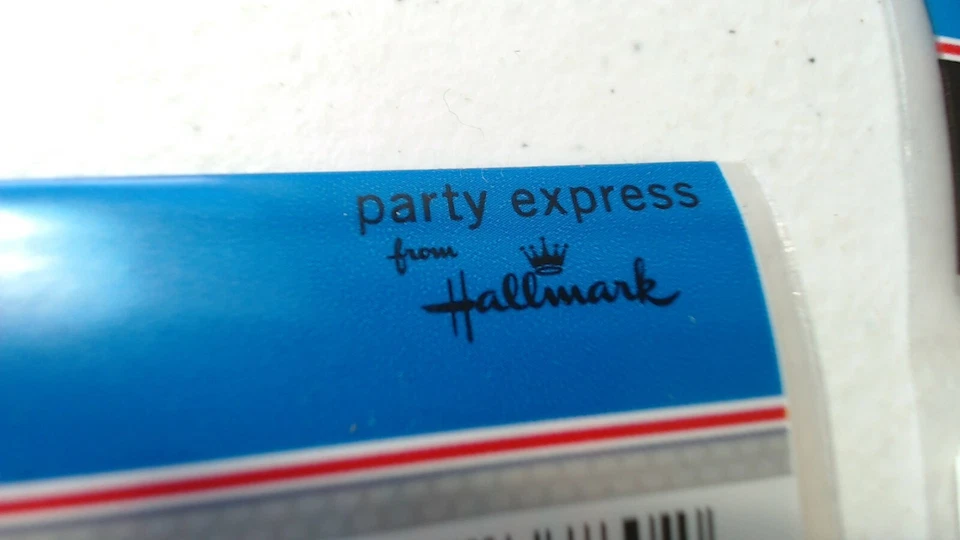 party express
from
Hallmark